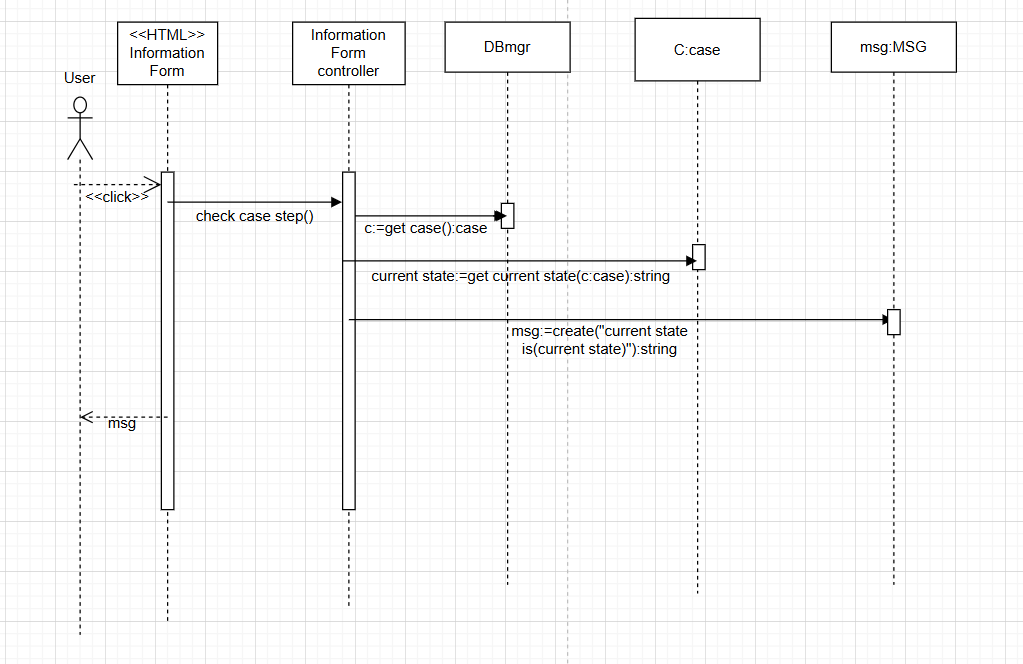 <<HTML>>
Information
Form
Information
Form
controller
DBmgr
C:case
msg:MSG
User
<<click>>
check case step()
c:=get case():case
current state:=get current state(c:case):string
msg:=create("current state
is(current state)"):string
msg